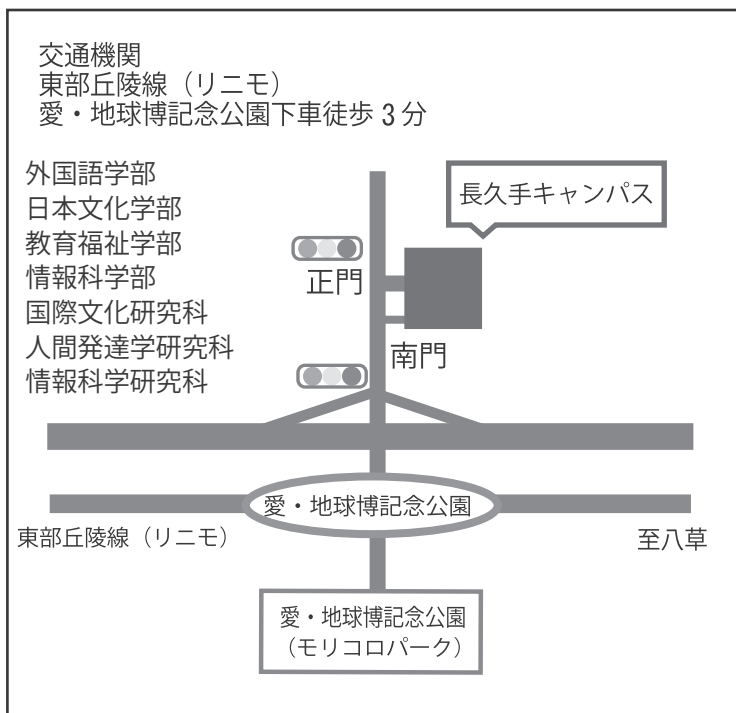 交通機関
東部丘陵線（リニモ）
愛・地球博記念公園下車徒歩 3 分
外国語学部
日本文化学部
教育福祉学部
情報科学部
国際文化研究科
人間発達学研究科
情報科学研究科
長久手キャンパス
正門
南門
愛・地球博記念公園
東部丘陵線（リニモ）
至八草
愛・地球博記念公園
（モリコロパーク）